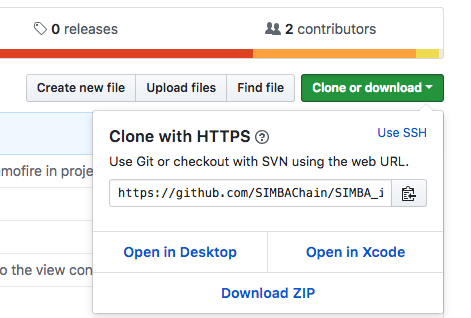 0 releases
2 contributors
Create new file
Upload files
Find file
Clone or download
Clone with HTTPS ?
Use SSH
Use Git or checkout with SVN using the web URL.
https://github.com/SIMBAChain/SIMBA_i
mofire in proje
Open in Desktop
Open in Xcode
o the view con
Download ZIP